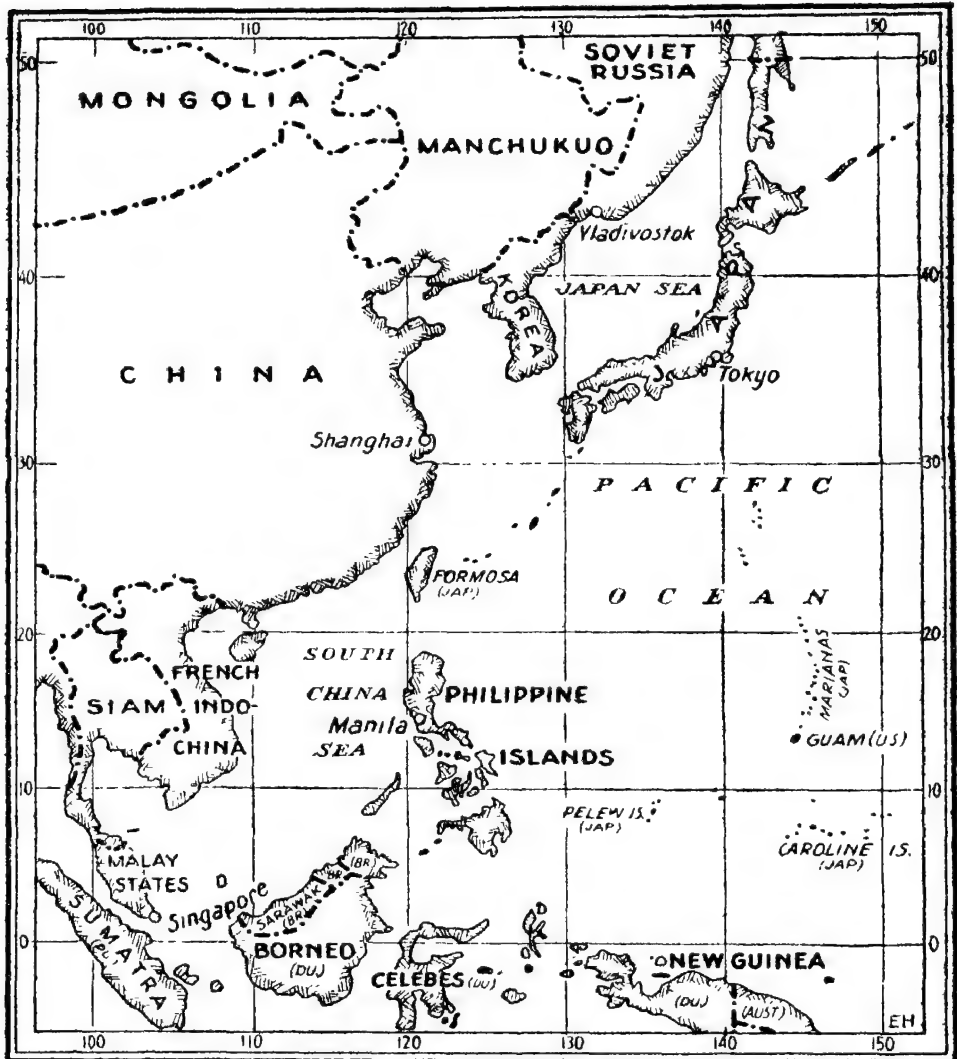 100 110 120 130 140 150
50 50
SOVIET
RUSSIA
MONGOLIA
MANCHUKUO
Vladivostok
40 40
KOREA
JAPAN SEA
JAPAN
CHINA
Tokyo
Shanghai
30 30
PACIFIC
FORMOSA
(JAP)
OCEAN
20 20
SOUTH
CHINA
SEA
FRENCH
INDO-
CHINA
SIAM
PHILIPPINE
ISLANDS
Manila
MARIANAS
(JAP)
GUAM (US)
10 10
PELEW IS.
(JAP)
CAROLINE IS.
(JAP)
MALAY
STATES
Singapore
SARAWAK
(BR)
BR
(BR)
SUMATRA
(DU)
0 0
BORNEO
(DU)
CELEBES (DU)
NEW GUINEA
(DU)
(AUST)
EH
100 110 120 130 140 150